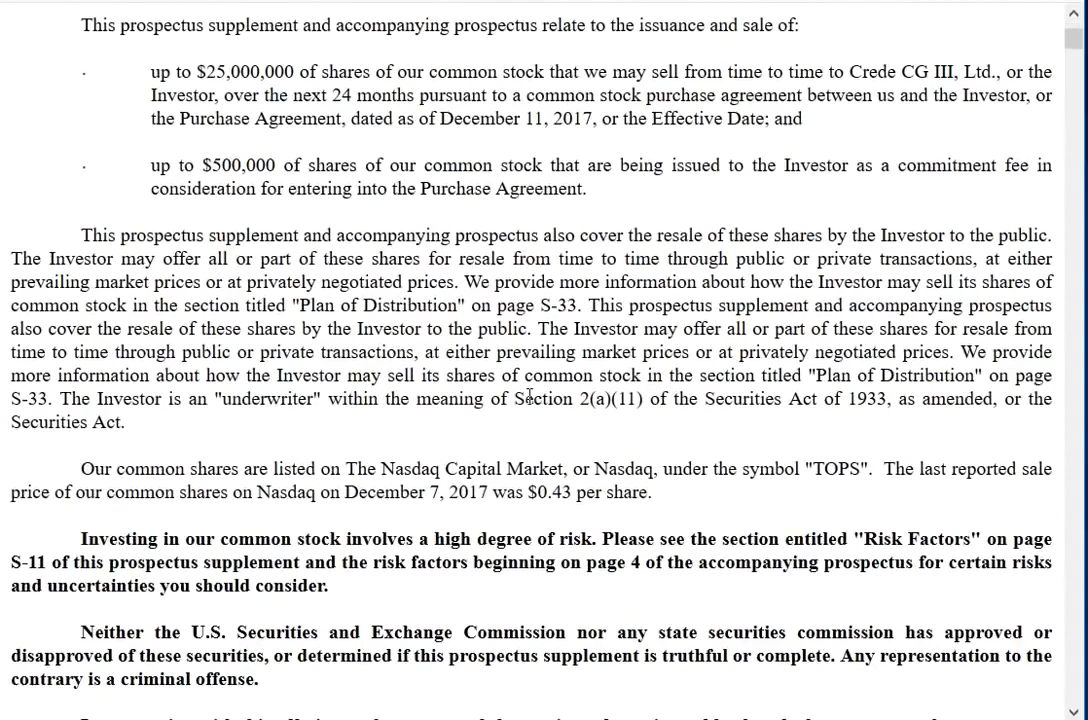 This prospectus supplement and accompanying prospectus relate to the issuance and sale of:
· up to $25,000,000 of shares of our common stock that we may sell from time to time to Crede CG III, Ltd., or the
Investor, over the next 24 months pursuant to a common stock purchase agreement between us and the Investor, or
the Purchase Agreement, dated as of December 11, 2017, or the Effective Date; and
· up to $500,000 of shares of our common stock that are being issued to the Investor as a commitment fee in
consideration for entering into the Purchase Agreement.
This prospectus supplement and accompanying prospectus also cover the resale of these shares by the Investor to the public.
The Investor may offer all or part of these shares for resale from time to time through public or private transactions, at either
prevailing market prices or at privately negotiated prices. We provide more information about how the Investor may sell its shares of
common stock in the section titled "Plan of Distribution" on page S-33. This prospectus supplement and accompanying prospectus
also cover the resale of these shares by the Investor to the public. The Investor may offer all or part of these shares for resale from
time to time through public or private transactions, at either prevailing market prices or at privately negotiated prices. We provide
more information about how the Investor may sell its shares of common stock in the section titled "Plan of Distribution" on page
S-33. The Investor is an "underwriter" within the meaning of Section 2(a)(11) of the Securities Act of 1933, as amended, or the
Securities Act.
Our common shares are listed on The Nasdaq Capital Market, or Nasdaq, under the symbol "TOPS". The last reported sale
price of our common shares on Nasdaq on December 7, 2017 was $0.43 per share.
Investing in our common stock involves a high degree of risk. Please see the section entitled "Risk Factors" on page
S-11 of this prospectus supplement and the risk factors beginning on page 4 of the accompanying prospectus for certain risks
and uncertainties you should consider.
Neither the U.S. Securities and Exchange Commission nor any state securities commission has approved or
disapproved of these securities, or determined if this prospectus supplement is truthful or complete. Any representation to the
contrary is a criminal offense.